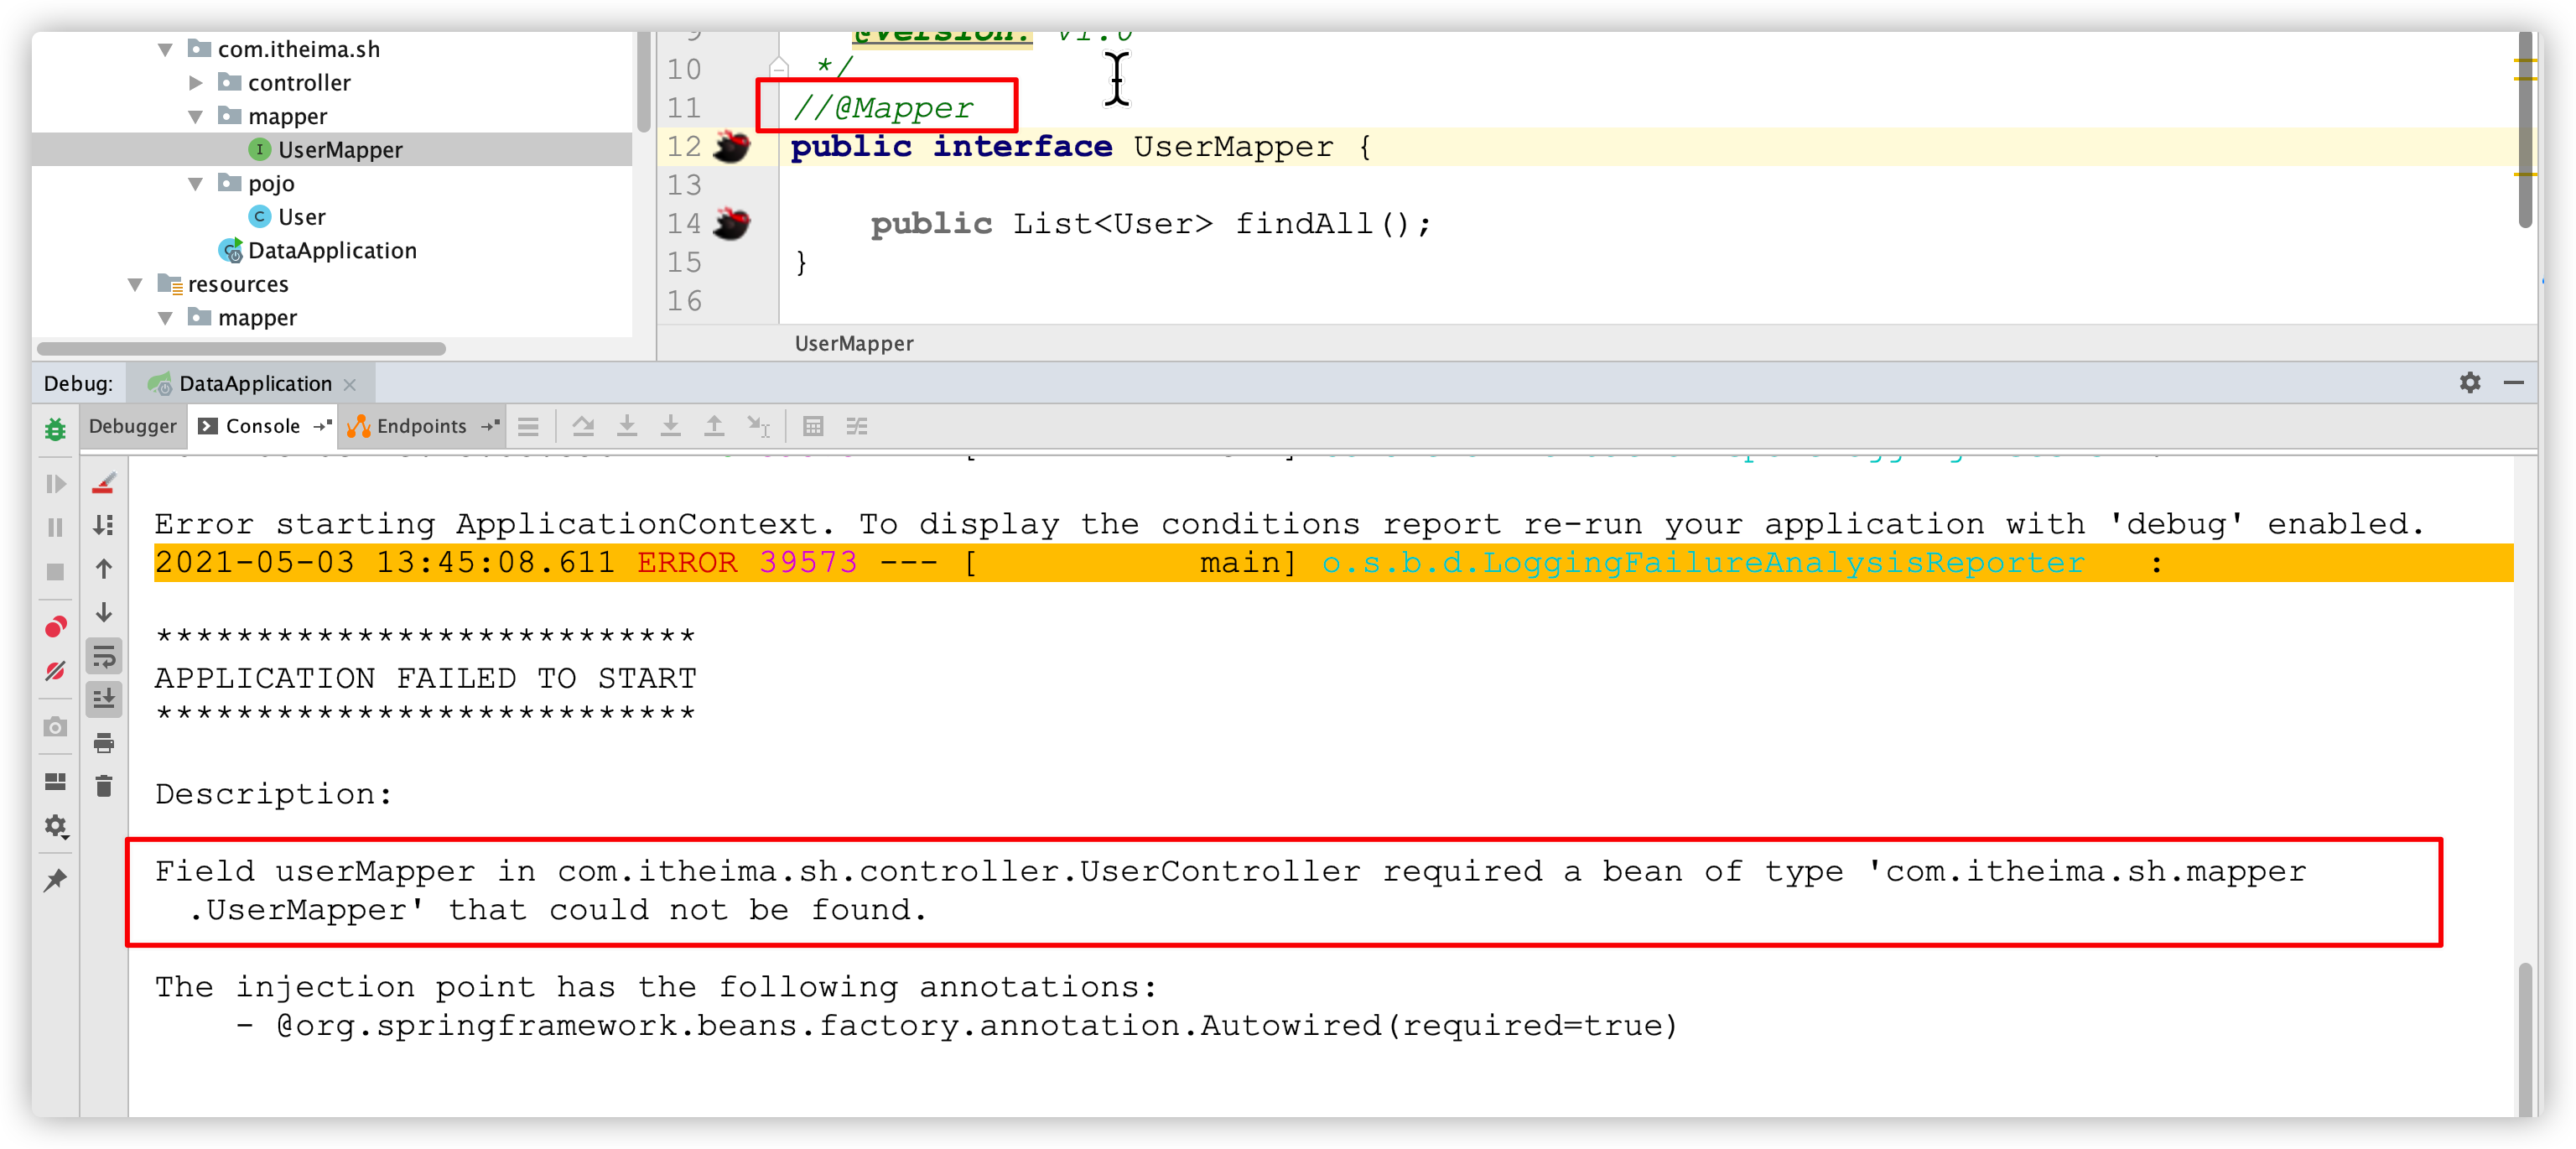 com.itheima.sh
controller
mapper
UserMapper
pojo
User
DataApplication
resources
mapper
9 @version: v1.0
10 */
11 //@Mapper
12 public interface UserMapper {
13
14 public List<User> findAll();
15 }
16
UserMapper
Debug: DataApplication
Debugger Console Endpoints
Error starting ApplicationContext. To display the conditions report re-run your application with 'debug' enabled.
2021-05-03 13:45:08.611 ERROR 39573 --- [ main] o.s.b.d.LoggingFailureAnalysisReporter :
***************************
APPLICATION FAILED TO START
***************************
Description:
Field userMapper in com.itheima.sh.controller.UserController required a bean of type 'com.itheima.sh.mapper
.UserMapper' that could not be found.
The injection point has the following annotations:
- @org.springframework.beans.factory.annotation.Autowired(required=true)